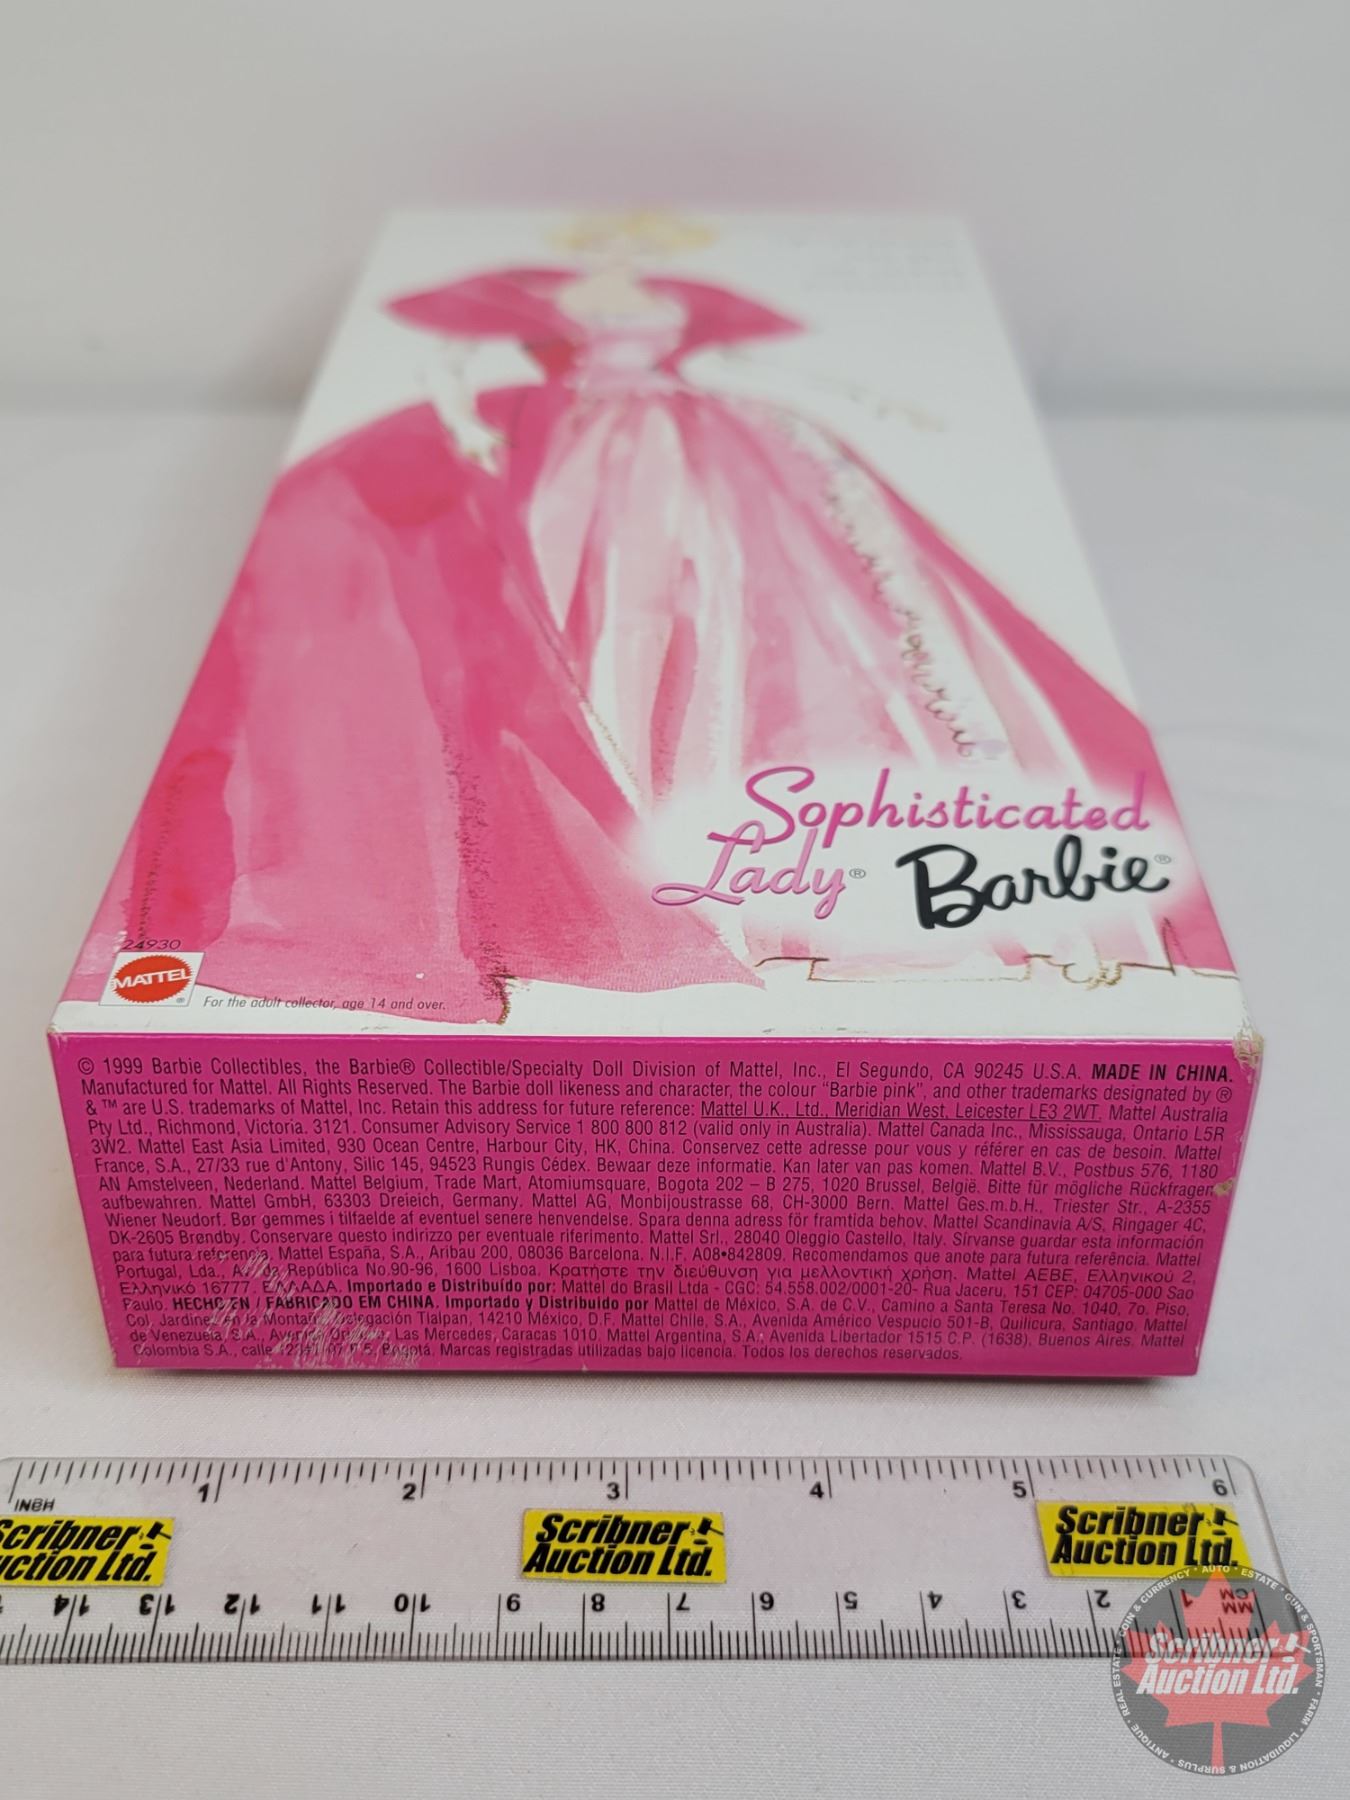 Sophisticated
Lady® Barbie®
24930
MATTEL
®
For the adult collector, age 14 and over.
© 1999 Barbie Collectibles, the Barbie® Collectible/Specialty Doll Division of Mattel, Inc., El Segundo, CA 90245 U.S.A. MADE IN CHINA.
Manufactured for Mattel. All Rights Reserved. The Barbie doll likeness and character, the colour "Barbie pink", and other trademarks designated by ®
& ™ are U.S. trademarks of Mattel, Inc. Retain this address for future reference: Mattel U.K., Ltd., Meridian West, Leicester LE3 2WT. Mattel Australia
Pty Ltd., Richmond, Victoria. 3121. Consumer Advisory Service 1 800 800 812 (valid only in Australia). Mattel Canada Inc., Mississauga, Ontario L5R
3W2. Mattel East Asia Limited, 930 Ocean Centre, Harbour City, HK, China. Conservez cette adresse pour vous y référer en cas de besoin. Mattel
France, S.A., 27/33 rue d'Antony, Silic 145, 94523 Rungis Cédex. Bewaar deze informatie. Kan later van pas komen. Mattel B.V., Postbus 576, 1180
AN Amstelveen, Nederland. Mattel Belgium, Trade Mart, Atomiumsquare, Bogota 202 – B 275, 1020 Brussel, België. Bitte für mögliche Rückfragen
aufbewahren. Mattel GmbH, 63303 Dreieich, Germany. Mattel AG, Monbijoustrasse 68, CH-3000 Bern. Mattel Ges.m.b.H., Triester Str., A-2355
Wiener Neudorf. Bør gemmes i tilfaelde af eventuel senere henvendelse. Spara denna adress för framtida behov. Mattel Scandinavia A/S, Ringager 4C,
DK-2605 Brøndby. Conservare questo indirizzo per eventuale riferimento. Mattel Srl., 28040 Oleggio Castello, Italy. Sírvanse guardar esta información
para futura referencia. Mattel España, S.A., Aribau 200, 08036 Barcelona. N.I.F. A08•842809. Recomendamos que anote para futura referência. Mattel
Portugal, Lda., Av. da República No.90-96, 1600 Lisboa. Κρατήστε την διεύθυνση για μελλοντική χρήση. Mattel AEBE, Ελληνικού 2,
Ελληνικό 16777. ΕΛΛΑΔΑ. Importado e Distribuído por: Mattel do Brasil Ltda - CGC: 54.558.002/0001-20- Rua Jaceru, 151 CEP: 04705-000 Sao
Paulo. HECHO EN / FABRICADO EM CHINA. Importado y Distribuido por Mattel de México, S.A. de C.V., Camino a Santa Teresa No. 1040, 7o. Piso,
Col. Jardines 14210 México, D.F. Mattel Chile, S.A., Avenida Américo Vespucio 501-B, Quilicura, Santiago. Mattel
de Venezuela, S.A., Las Mercedes, Caracas 1010. Mattel Argentina, S.A., Avenida Libertador 1515 C.P. (1638), Buenos Aires. Mattel
Colombia S.A., calle Bogotá. Marcas registradas utilizadas bajo licencia. Todos los derechos reservados.
1 2 3 4 5 6
INCH
Scribner Auction Ltd.
Scribner Auction Ltd.
Scribner Auction Ltd.
14 13 12 11 10 9 8 7 6 5 4 3 2 1
MM
CM
COIN & CURRENCY • AUTO • ESTATE • GUN & SPORTSMAN • FARM • LIQUIDATION & SURPLUS • ANTIQUE • REAL ESTATE
Scribner
Auction Ltd.